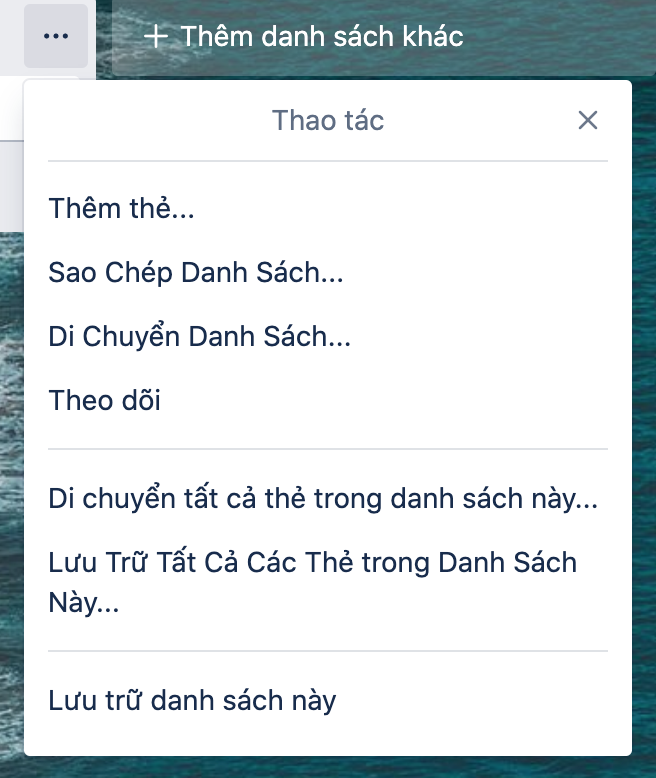 + Thêm danh sách khác
Thao tác
Thêm thẻ...
Sao Chép Danh Sách...
Di Chuyển Danh Sách...
Theo dõi
Di chuyển tất cả thẻ trong danh sách này...
Lưu Trữ Tất Cả Các Thẻ trong Danh Sách
Này...
Lưu trữ danh sách này